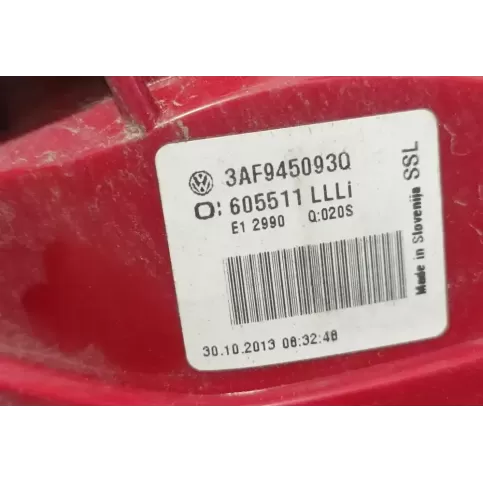 3AF945093Q
O: 605511 LLLi
E1 2990 Q:020S
30.10.2013 08:32:48
Made in Slovenija SSL